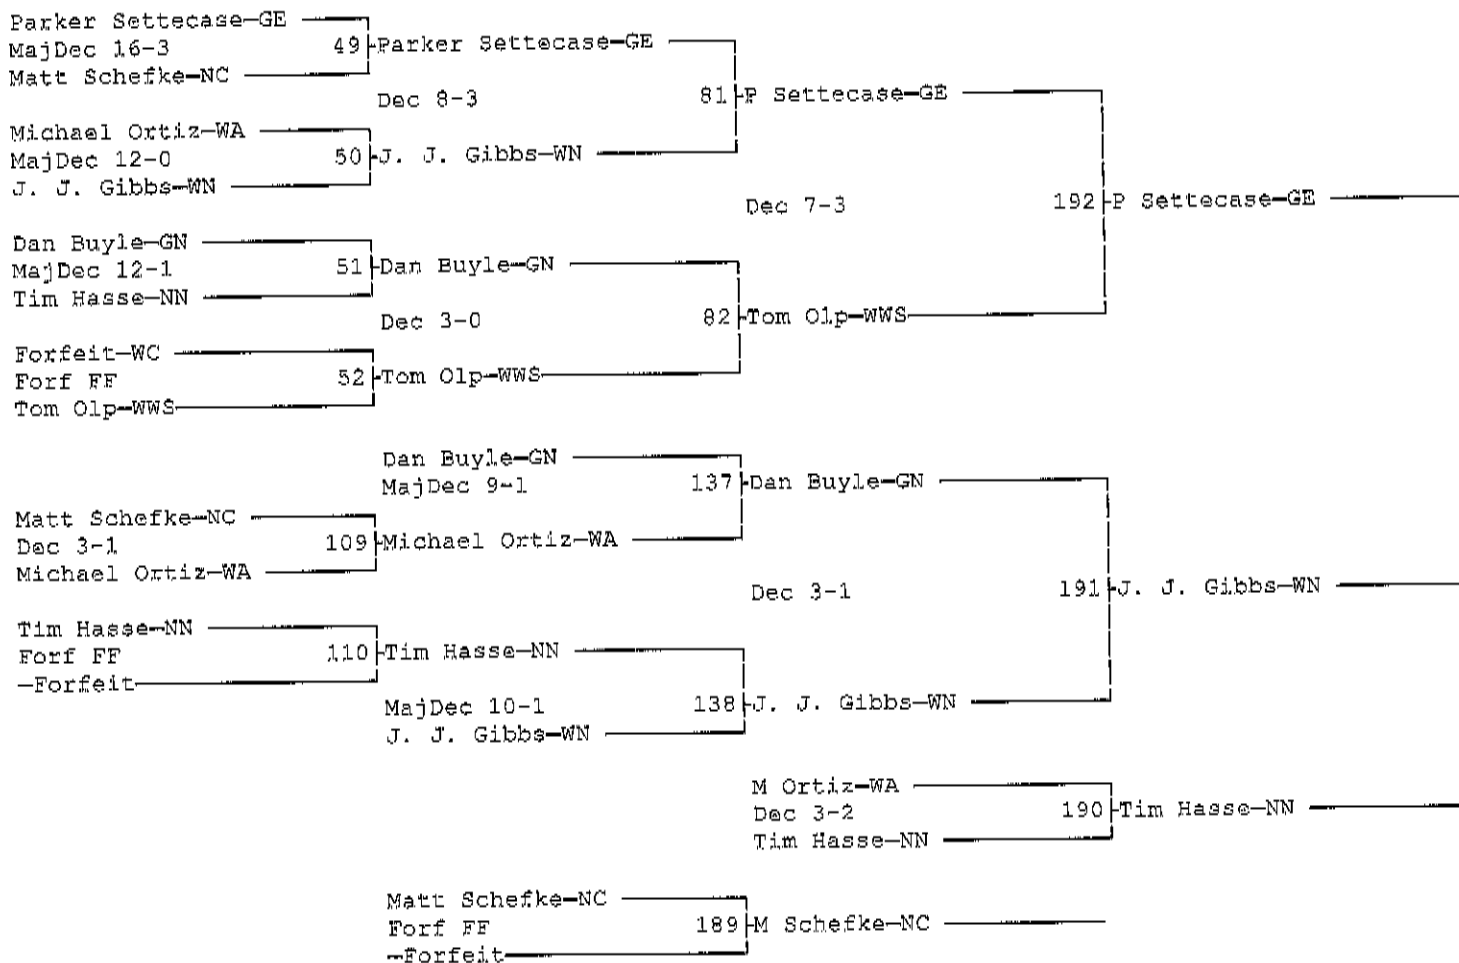 Parker Settecase-GE
MajDec 16-3 49 Parker Settecase-GE
Matt Schefke-NC
Dec 8-3 81 P Settecase-GE
Michael Ortiz-WA
MajDec 12-0 50 J. J. Gibbs-WN
J. J. Gibbs-WN
Dec 7-3 192 P Settecase-GE
Dan Buyle-GN
MajDec 12-1 51 Dan Buyle-GN
Tim Hasse-NN
Dec 3-0 82 Tom Olp-WWS
Forfeit-WC
Forf FF 52 Tom Olp-WWS
Tom Olp-WWS
Dan Buyle-GN
MajDec 9-1 137 Dan Buyle-GN
Matt Schefke-NC
Dec 3-1 109 Michael Ortiz-WA
Michael Ortiz-WA
Dec 3-1 191 J. J. Gibbs-WN
Tim Hasse-NN
Forf FF 110 Tim Hasse-NN
-Forfeit
MajDec 10-1 138 J. J. Gibbs-WN
J. J. Gibbs-WN
M Ortiz-WA
Dec 3-2 190 Tim Hasse-NN
Tim Hasse-NN
Matt Schefke-NC
Forf FF 189 M Schefke-NC
-Forfeit